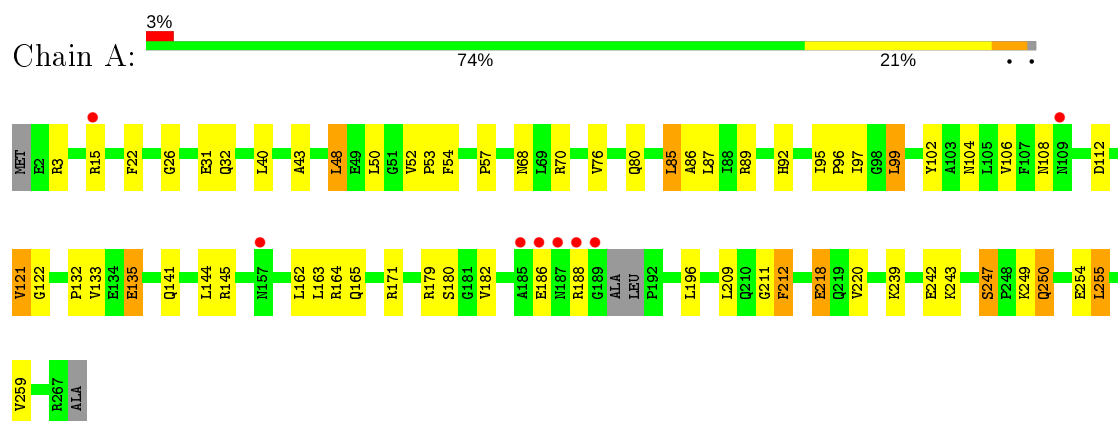 3%
Chain A:
74% 21% • •
MET E2 R3 R15 F22 G26 E31 Q32 L40 A43 L48 E49 L50 G51 V52 P53 F54 P57 N68 L69 R70 V76 Q80 L85 A86 L87 I88 R89 H92 I95 P96 I97 G98 L99 Y102 A103 N104 L105 V106 F107 N108 N109 D112
V121 G122 P132 V133 E134 E135 Q141 L144 R145 N157 L162 L163 R164 Q165 R171 R179 S180 G181 V182 A185 E186 N187 R188 G189 ALA LEU P192 L196 L209 Q210 G211 F212 E218 Q219 V220 K239 E242 K243 S247 P248 K249 Q250 E254 L255
V259 R267 ALA